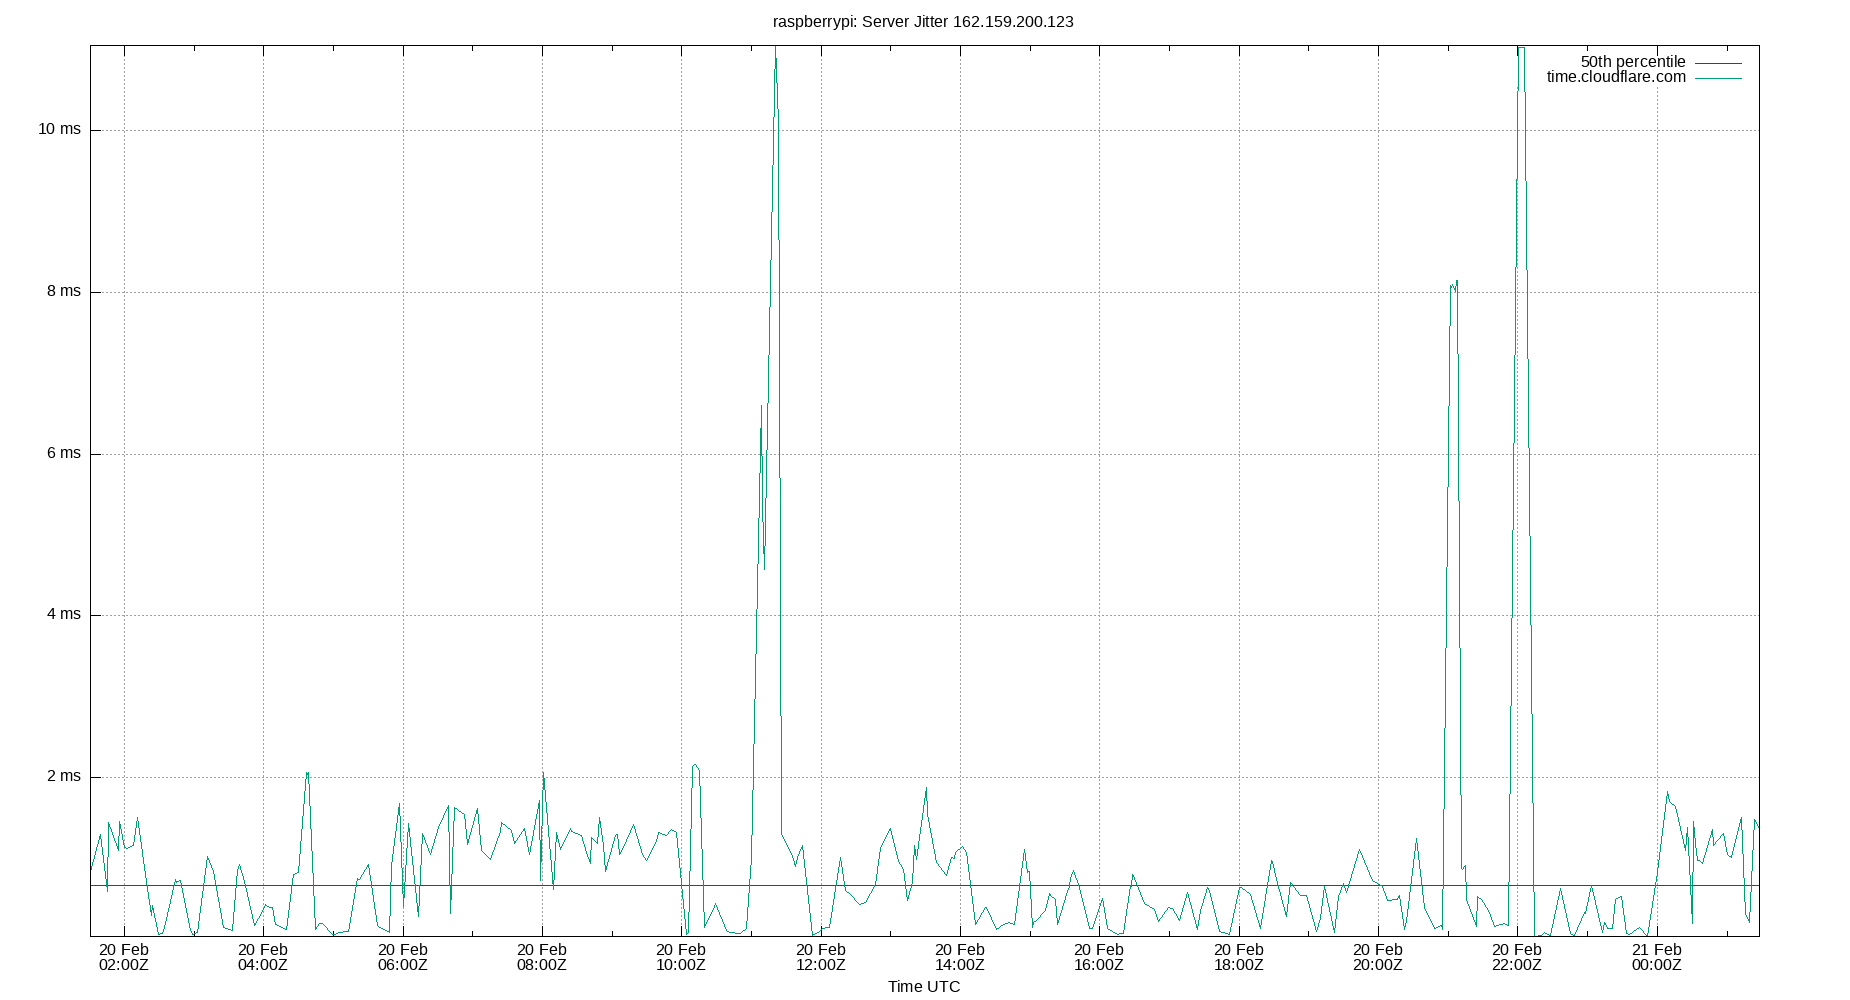 raspberrypi: Server Jitter 162.159.200.123
50th percentile
time.cloudflare.com
10 ms
8 ms
6 ms
4 ms
2 ms
20 Feb 20 Feb 20 Feb 20 Feb 20 Feb 20 Feb 20 Feb 20 Feb 20 Feb 20 Feb 20 Feb 21 Feb
02:00Z 04:00Z 06:00Z 08:00Z 10:00Z 12:00Z 14:00Z 16:00Z 18:00Z 20:00Z 22:00Z 00:00Z
Time UTC